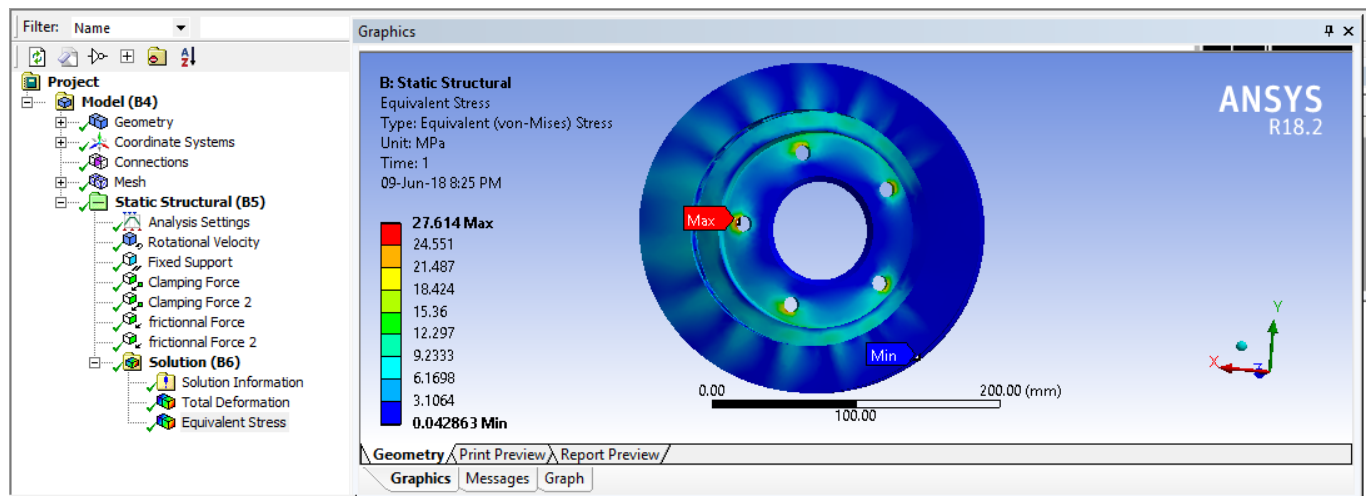 Filter: Name
Project
Model (B4)
Geometry
Coordinate Systems
Connections
Mesh
Static Structural (B5)
Analysis Settings
Rotational Velocity
Fixed Support
Clamping Force
Clamping Force 2
frictionnal Force
frictionnal Force 2
Solution (B6)
Solution Information
Total Deformation
Equivalent Stress
Graphics
B: Static Structural
Equivalent Stress
Type: Equivalent (von-Mises) Stress
Unit: MPa
Time: 1
09-Jun-18 8:25 PM
27.614 Max
24.551
21.487
18.424
15.36
12.297
9.2333
6.1698
3.1064
0.042863 Min
ANSYS
R18.2
Max
Min
0.00
200.00 (mm)
100.00
Y
X
Z
Geometry Print Preview Report Preview
Graphics Messages Graph